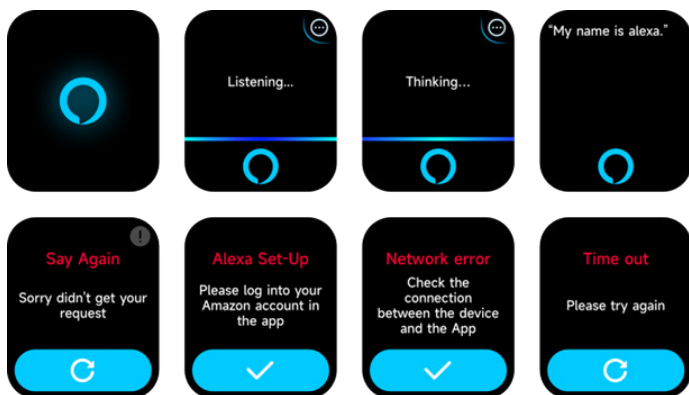 Listening...
Thinking...
“My name is alexa.”
Say Again
Sorry didn't get your
request
Alexa Set-Up
Please log into your
Amazon account in
the app
Network error
Check the
connection
between the device
and the App
Time out
Please try again